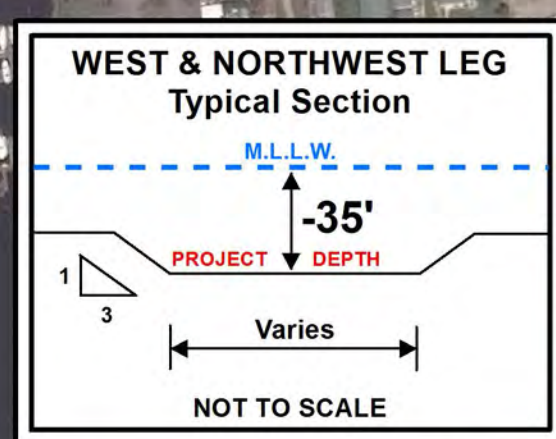 WEST & NORTHWEST LEG
Typical Section
M.L.L.W.
-35'
PROJECT DEPTH
1
3
Varies
NOT TO SCALE